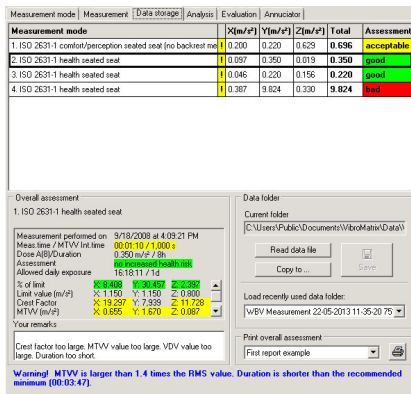 Measurement mode | Measurement | Data storage | Analysis | Evaluation | Annuciator
Measurement mode X(m/s²) Y(m/s²) Z(m/s²) Total Assessment
1. ISO 2631-1 comfort/perception seated seat (no backrest me ! 0.200 0.220 0.629 0.696 acceptable
2. ISO 2631-1 health seated seat ! 0.097 0.350 0.019 0.350 good
3. ISO 2631-1 health seated seat ! 0.046 0.220 0.156 0.220 good
4. ISO 2631-1 health seated seat ! 0.387 9.824 0.330 9.824 bad
Overall assessment
1. ISO 2631-1 health seated seat
Measurement performed on 9/18/2008 at 4:09:21 PM
Meas.time / MTVV Int.time 00:01:10 / 1,000 s
Dose A(8)/Duration 0.350 m/s² / 8h
Assessment no increased health risk
Allowed daily exposure 16:18:11 / 1d
% of limit X: 8.408 Y: 30.457 Z: 2.397
Limit value (m/s²) X: 1.150 Y: 1.150 Z: 0.800
Crest Factor X: 19.297 Y: 7.939 Z: 11.728
MTVV (m/s²) X: 0.655 Y: 1.670 Z: 0.087
Your remarks
Crest factor too large. MTVV value too large. VDV value too
large. Duration too short.
Data folder
Current folder
C:\Users\Public\Documents\VibroMatrix\Data\\
Read data file
Copy to ...
Save
Load recently used data folder:
WBV Measurement 22-05-2013 11-35-20 75
Print overall assessment
First report example
Warning! MTVV is larger than 1.4 times the RMS value. Duration is shorter than the recommended
minimum (00:03:47).